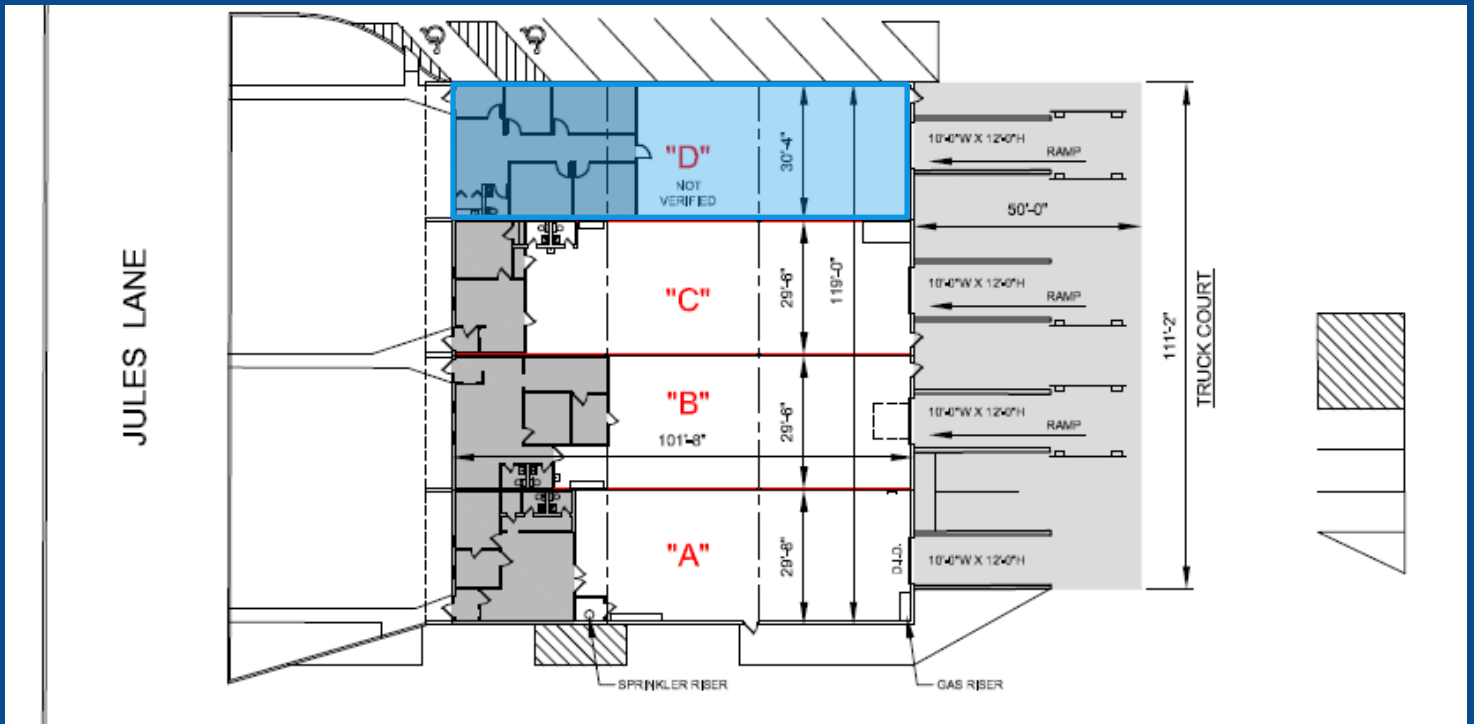 JULES LANE
"D"
NOT
VERIFIED
30'-4"
10'-0"W X 12'-0"H
RAMP
50'-0"
"C"
29'-6"
119'-0"
10'-0"W X 12'-0"H
RAMP
111'-2"
TRUCK COURT
"B"
29'-6"
101'-8"
10'-0"W X 12'-0"H
RAMP
"A"
29'-8"
D.I.D.
10'-0"W X 12'-0"H
SPRINKLER RISER
GAS RISER